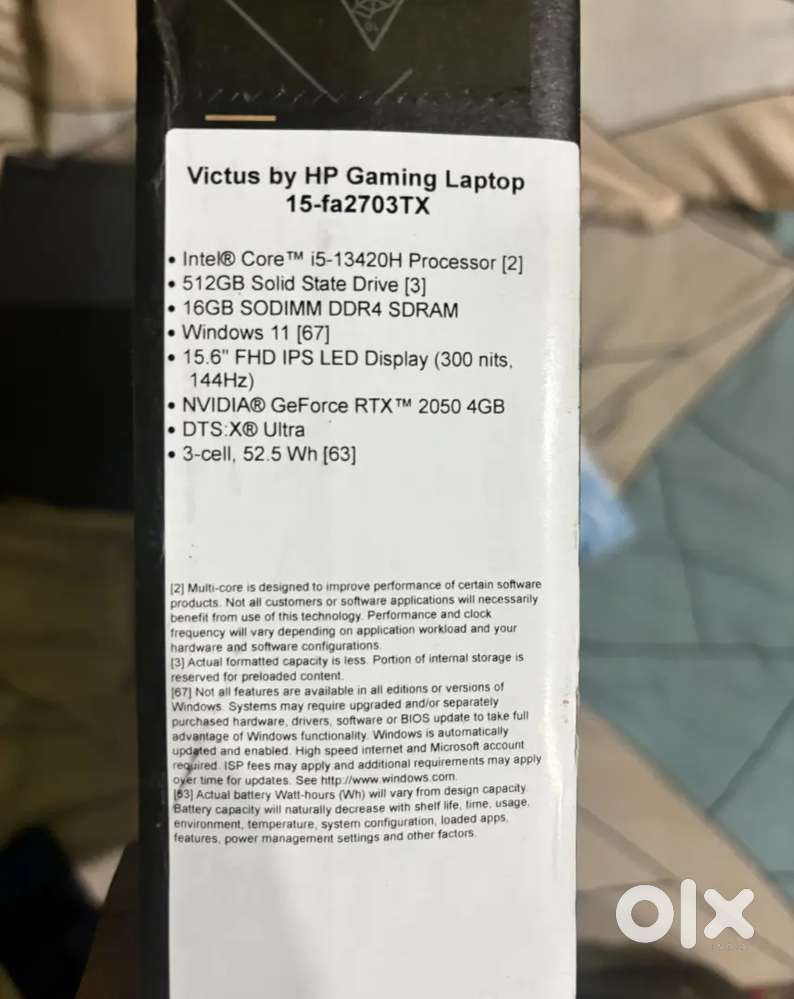 Victus by HP Gaming Laptop
15-fa2703TX
• Intel® Core™ i5-13420H Processor [2]
• 512GB Solid State Drive [3]
• 16GB SODIMM DDR4 SDRAM
• Windows 11 [67]
• 15.6" FHD IPS LED Display (300 nits,
144Hz)
• NVIDIA® GeForce RTX™ 2050 4GB
• DTS:X® Ultra
• 3-cell, 52.5 Wh [63]
[2] Multi-core is designed to improve performance of certain software
products. Not all customers or software applications will necessarily
benefit from use of this technology. Performance and clock
frequency will vary depending on application workload and your
hardware and software configurations.
[3] Actual formatted capacity is less. Portion of internal storage is
reserved for preloaded content.
[67] Not all features are available in all editions or versions of
Windows. Systems may require upgraded and/or separately
purchased hardware, drivers, software or BIOS update to take full
advantage of Windows functionality. Windows is automatically
updated and enabled. High speed internet and Microsoft account
required. ISP fees may apply and additional requirements may apply
over time for updates. See http://www.windows.com.
[63] Actual battery Watt-hours (Wh) will vary from design capacity.
Battery capacity will naturally decrease with shelf life, time, usage,
environment, temperature, system configuration, loaded apps,
features, power management settings and other factors.
olx
INDIA